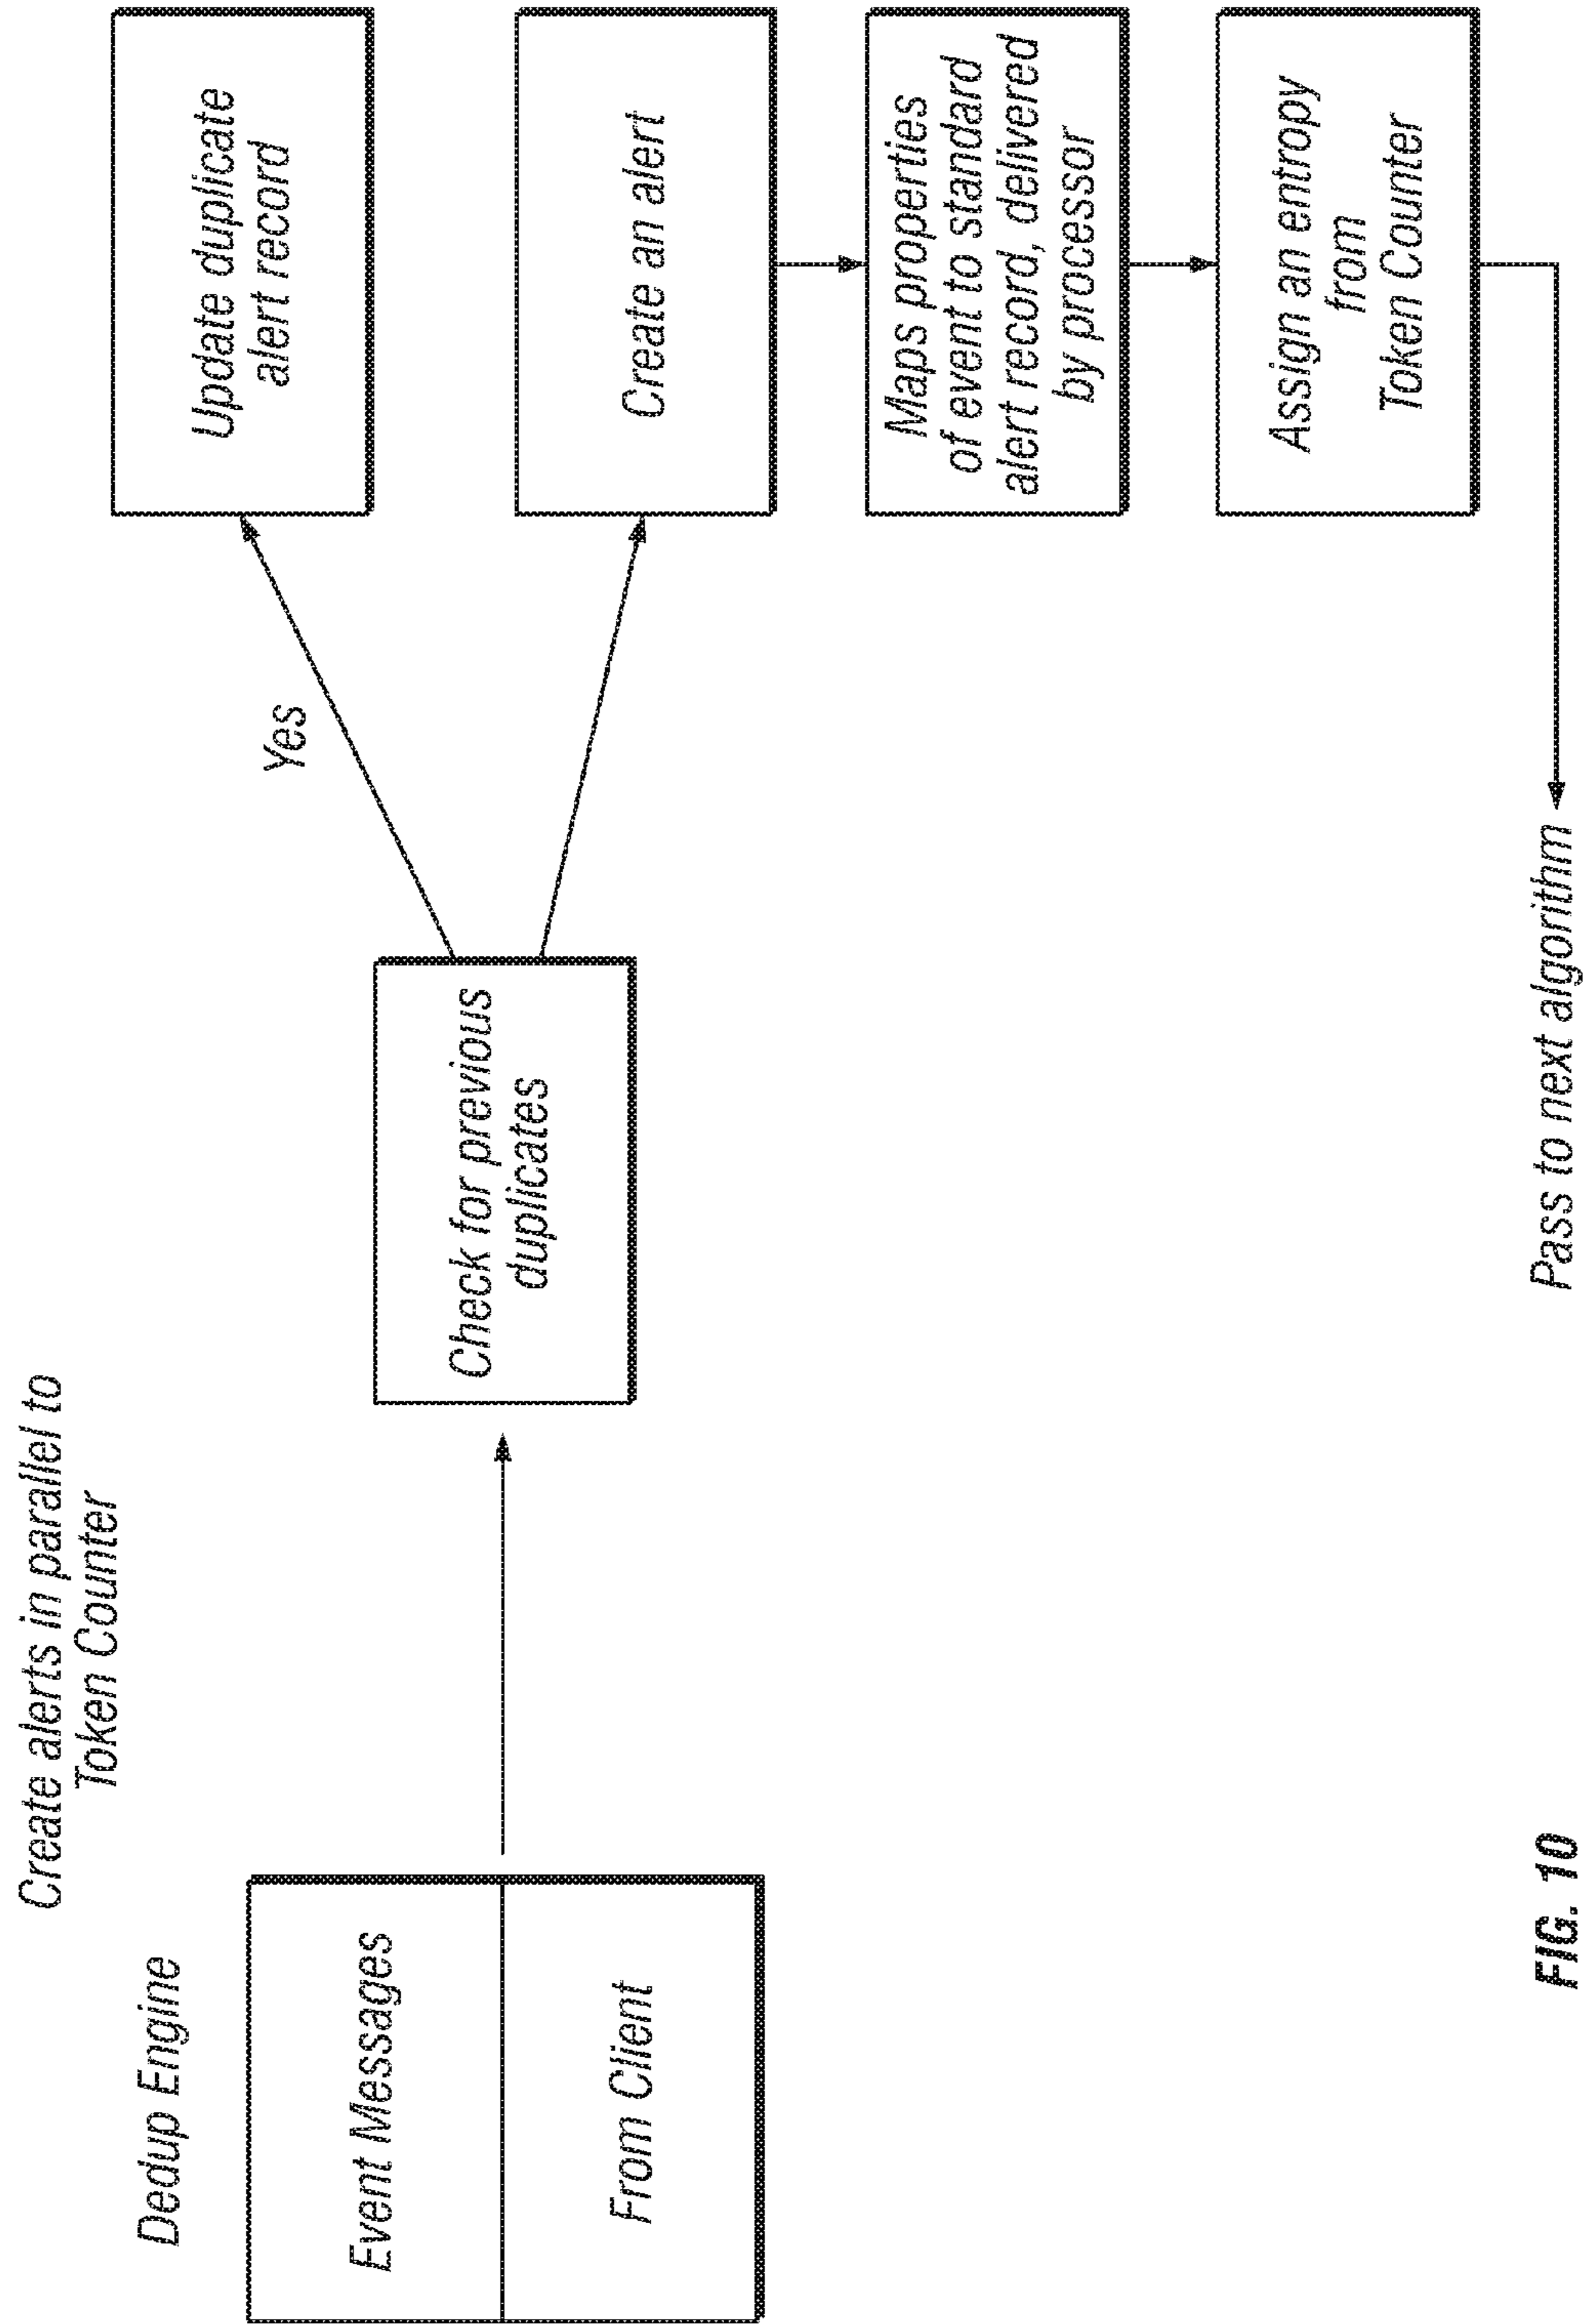 Create alerts in parallel to
Token Counter
Dedup Engine
Event Messages
From Client
Check for previous
duplicates
Yes
Update duplicate
alert record
Create an alert
Maps properties
of event to standard
alert record, delivered
by processor
Assign an entropy
from
Token Counter
Pass to next algorithm
FIG. 10